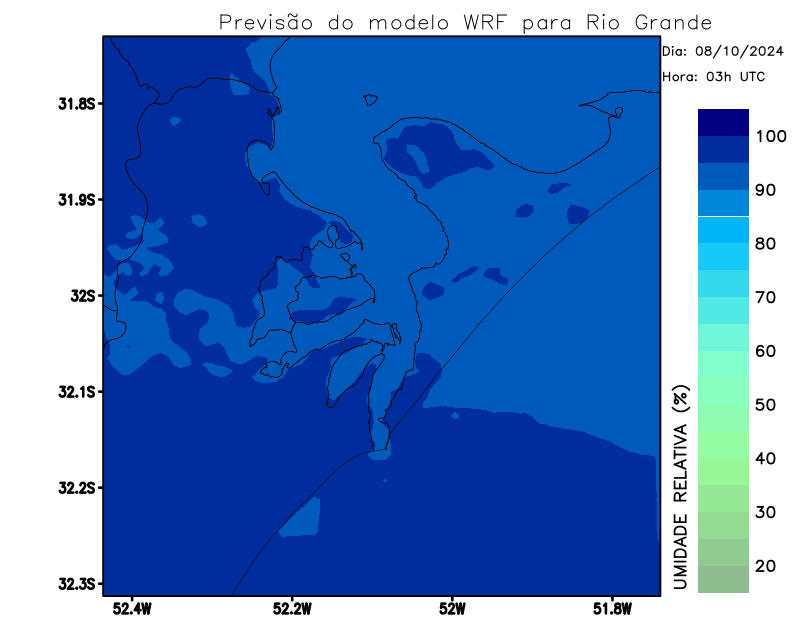 Previsão do modelo WRF para Rio Grande
Dia: 08/10/2024
Hora: 03h UTC
31.8S
31.9S
32S
32.1S
32.2S
32.3S
52.4W
52.2W
52W
51.8W
UMIDADE RELATIVA (%)
100
90
80
70
60
50
40
30
20